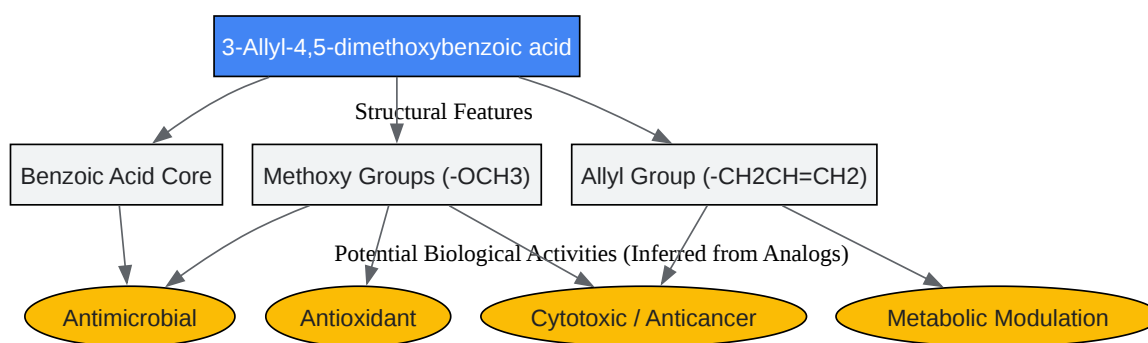 3-Allyl-4,5-dimethoxybenzoic acid
Structural Features
Benzoic Acid Core
Methoxy Groups (-OCH3)
Allyl Group (-CH2CH=CH2)
Potential Biological Activities (Inferred from Analogs)
Antimicrobial
Antioxidant
Cytotoxic / Anticancer
Metabolic Modulation